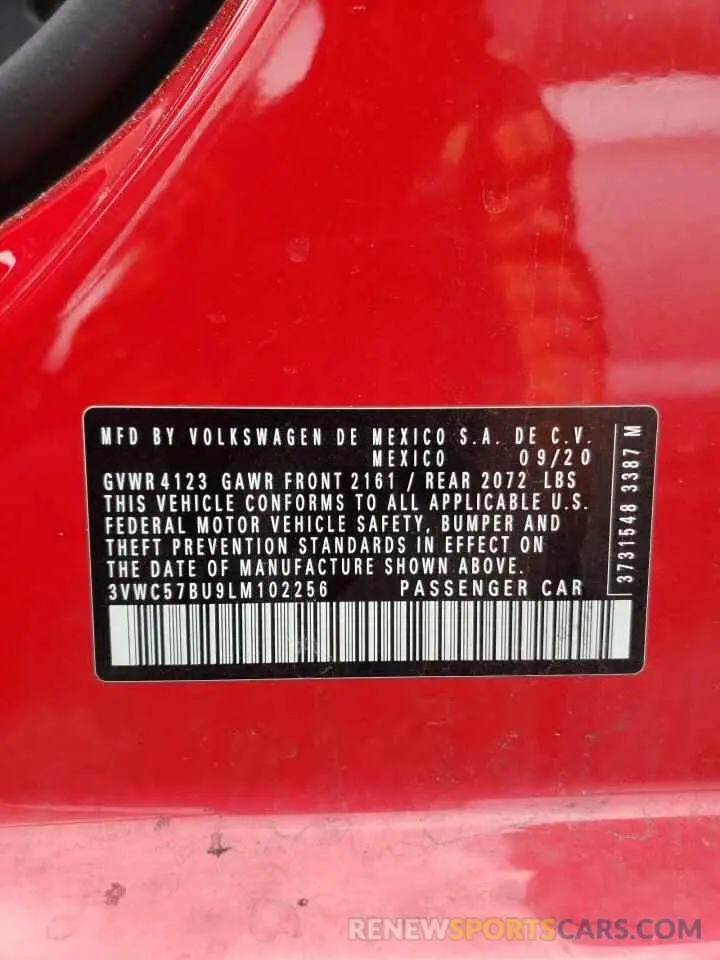 MFD BY VOLKSWAGEN DE MEXICO S.A. DE C.V.
MEXICO 09/20
GVWR 4123 GAWR FRONT 2161 / REAR 2072 LBS
THIS VEHICLE CONFORMS TO ALL APPLICABLE U.S.
FEDERAL MOTOR VEHICLE SAFETY, BUMPER AND
THEFT PREVENTION STANDARDS IN EFFECT ON
THE DATE OF MANUFACTURE SHOWN ABOVE.
3VWC57BU9LM102256 PASSENGER CAR
3731548 3387 M
RENEWSPORTSCARS.COM